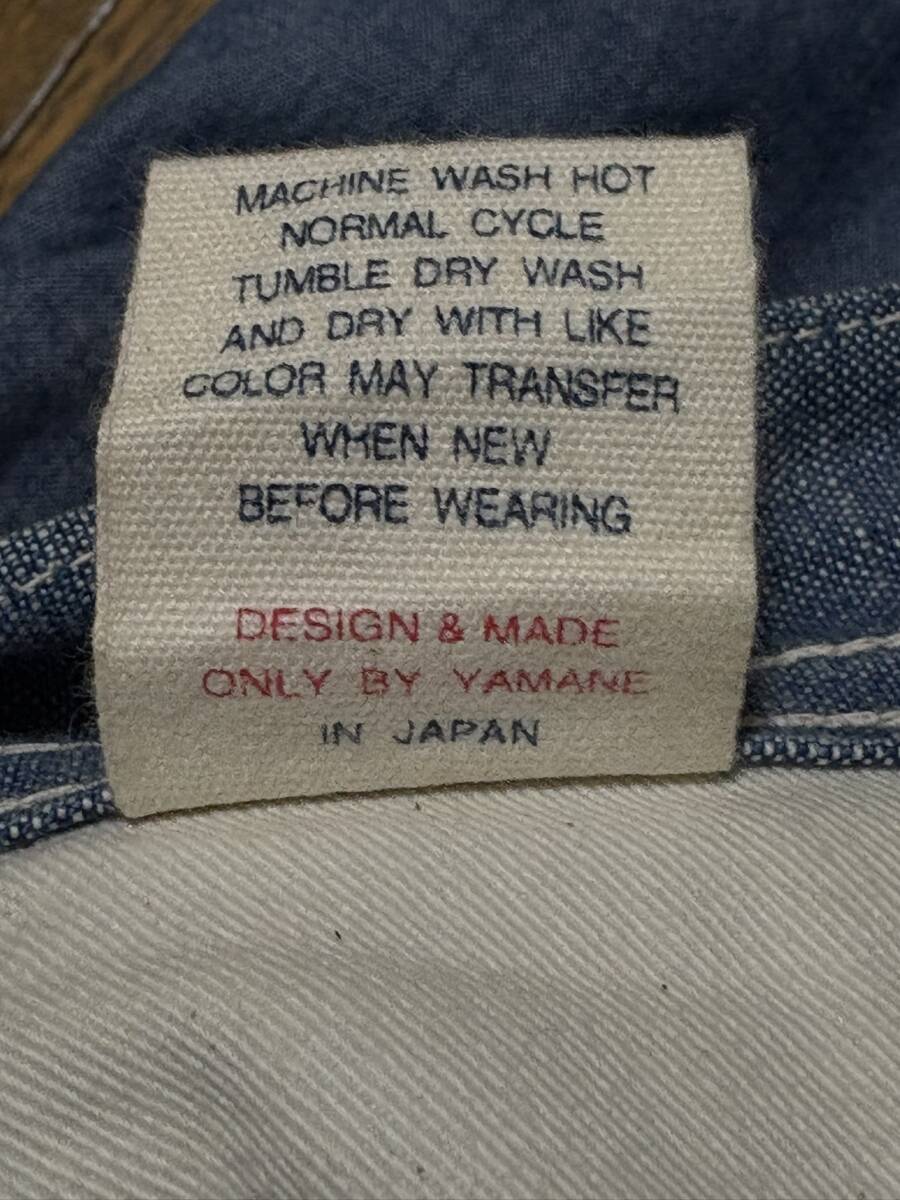 MACHINE WASH HOT
NORMAL CYCLE
TUMBLE DRY WASH
AND DRY WITH LIKE
COLOR MAY TRANSFER
WHEN NEW
BEFORE WEARING
DESIGN & MADE
ONLY BY YAMANE
IN JAPAN